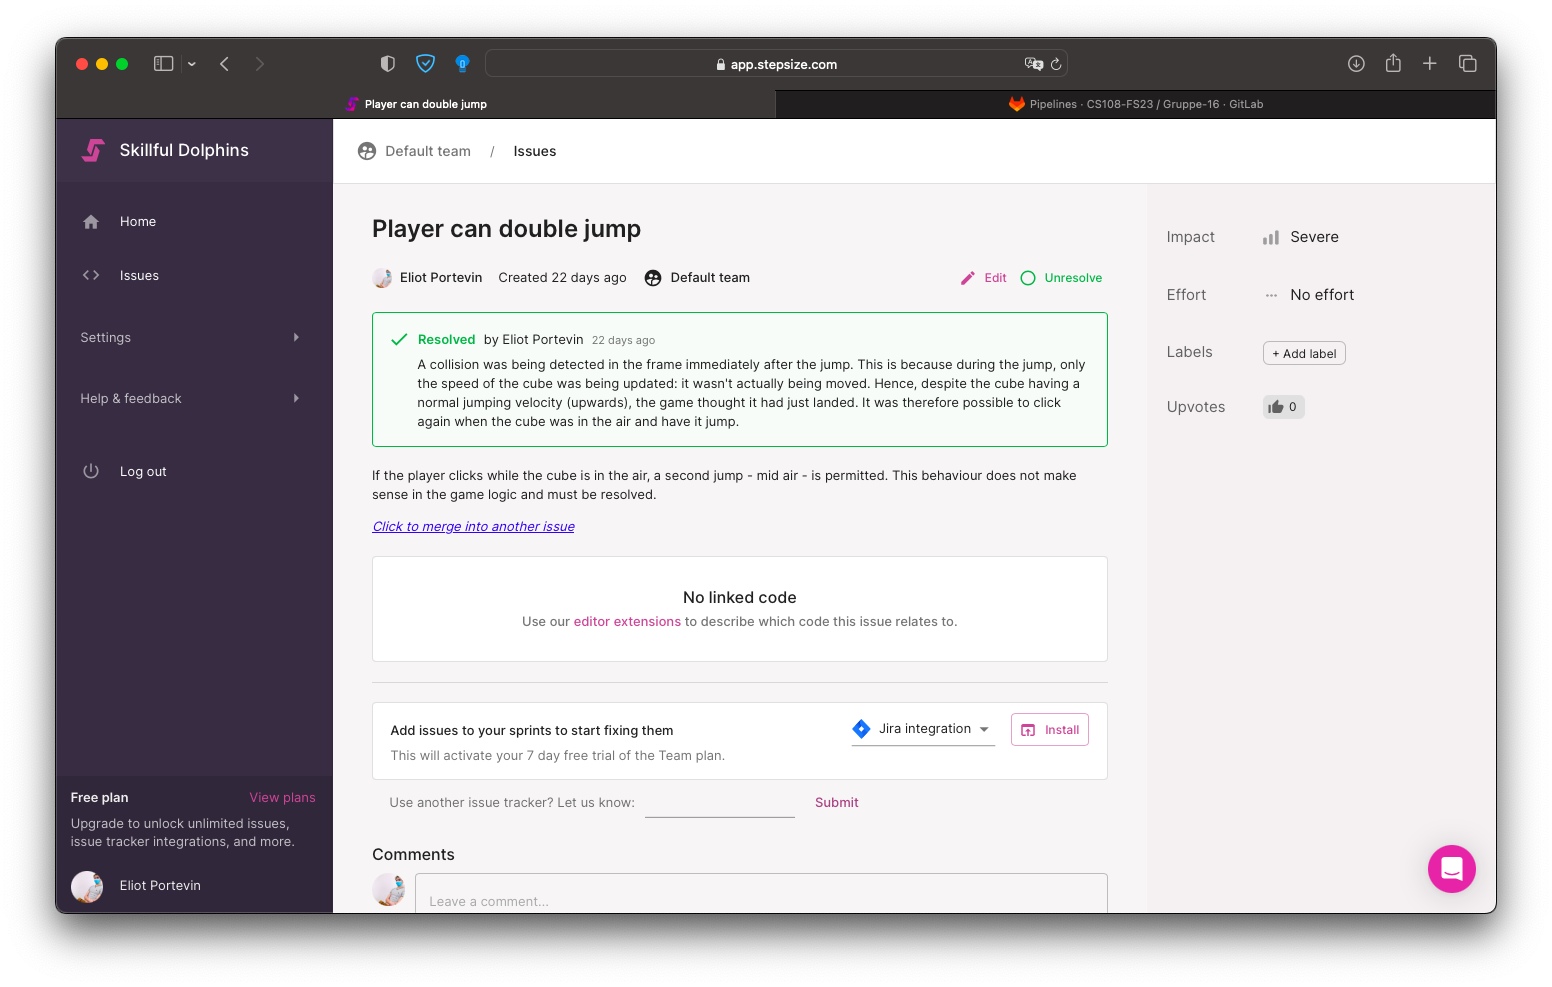 app.stepsize.com
Player can double jump
Pipelines · CS108-FS23 / Gruppe-16 · GitLab
Skillful Dolphins
Default team / Issues
Home
Issues
Settings
Help & feedback
Log out
Free plan
View plans
Upgrade to unlock unlimited issues,
issue tracker integrations, and more.
Eliot Portevin
Player can double jump
Eliot Portevin Created 22 days ago Default team Edit Unresolve
Resolved by Eliot Portevin 22 days ago
A collision was being detected in the frame immediately after the jump. This is because during the jump, only
the speed of the cube was being updated: it wasn't actually being moved. Hence, despite the cube having a
normal jumping velocity (upwards), the game thought it had just landed. It was therefore possible to click
again when the cube was in the air and have it jump.
If the player clicks while the cube is in the air, a second jump - mid air - is permitted. This behaviour does not make
sense in the game logic and must be resolved.
Click to merge into another issue
No linked code
Use our editor extensions to describe which code this issue relates to.
Add issues to your sprints to start fixing them
This will activate your 7 day free trial of the Team plan.
Jira integration
Install
Use another issue tracker? Let us know: Submit
Comments
Leave a comment...
Impact Severe
Effort No effort
Labels + Add label
Upvotes 0